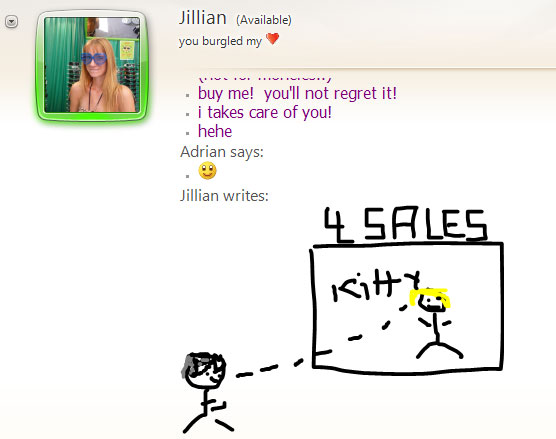 Jillian (Available)
you burgled my
buy me! you'll not regret it!
i takes care of you!
hehe
Adrian says:
Jillian writes:
4 SALES
Kitty